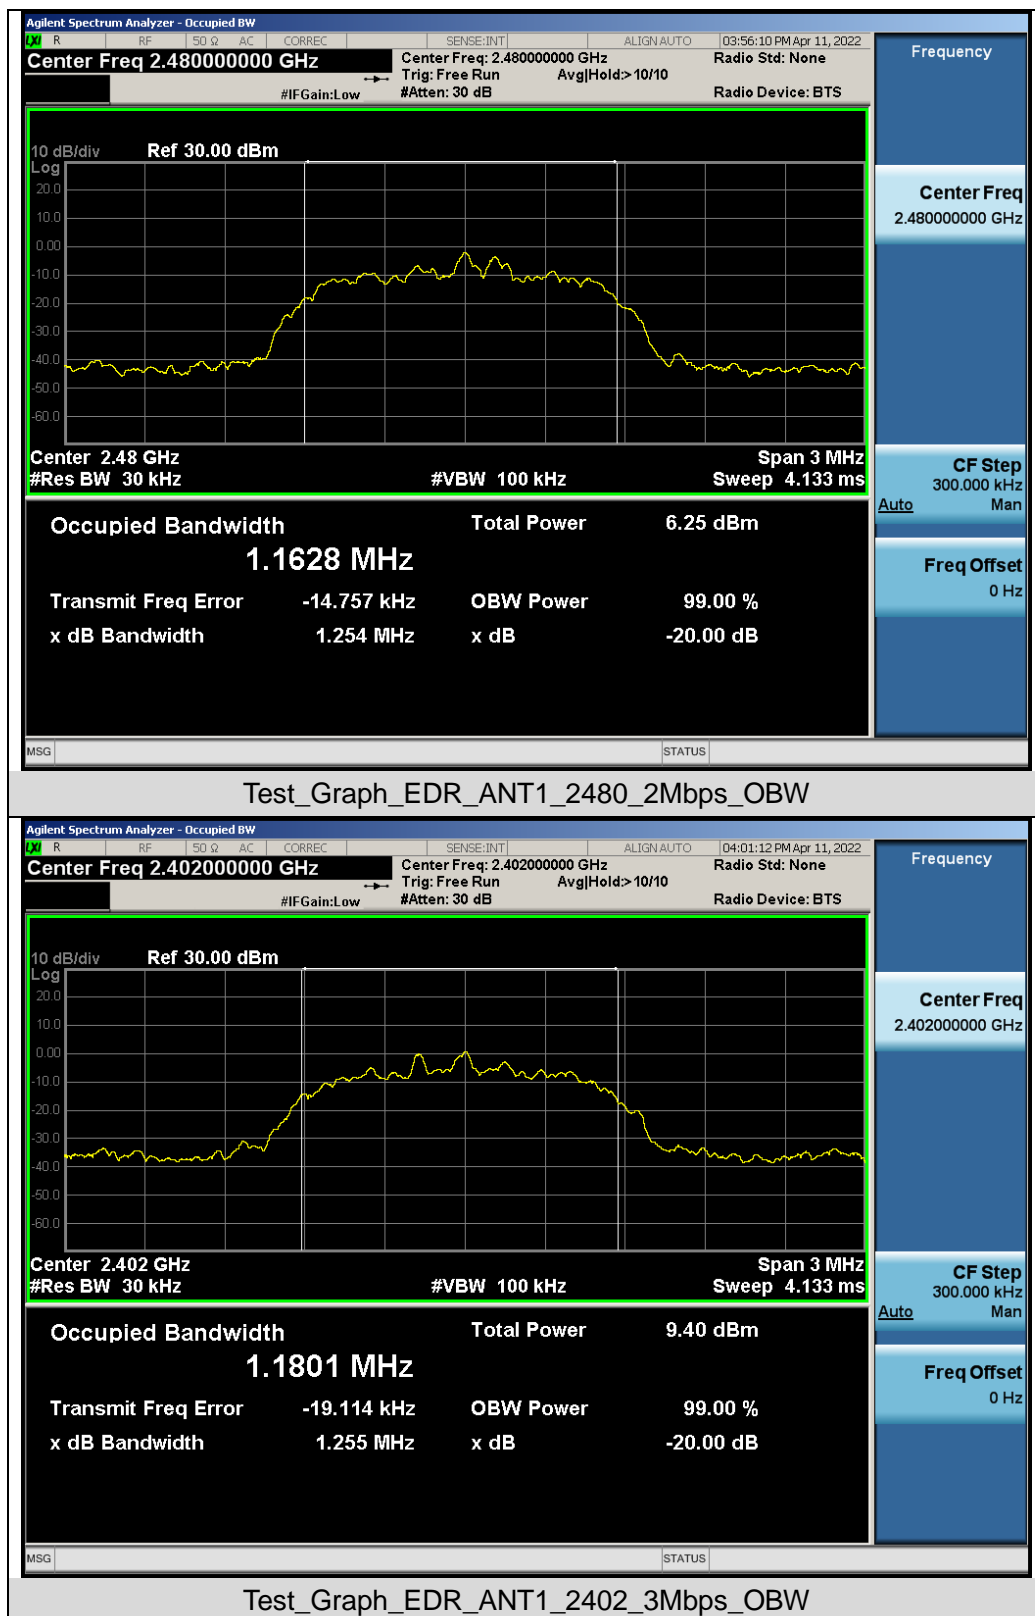 Agilent Spectrum Analyzer - Occupied BW
LXI R RF 50 Ω AC CORREC SENSE:INT ALIGN AUTO 03:56:10 PM Apr 11, 2022
Center Freq 2.480000000 GHz
Center Freq: 2.480000000 GHz
Radio Std: None
Trig: Free Run Avg|Hold:> 10/10
#IFGain:Low #Atten: 30 dB
Radio Device: BTS
Frequency
10 dB/div Ref 30.00 dBm
Log
20.0
10.0
0.00
-10.0
-20.0
-30.0
-40.0
-50.0
-60.0
Center 2.48 GHz Span 3 MHz
#Res BW 30 kHz #VBW 100 kHz Sweep 4.133 ms
Center Freq
2.480000000 GHz
CF Step
300.000 kHz
Auto Man
Freq Offset
0 Hz
Occupied Bandwidth Total Power 6.25 dBm
1.1628 MHz
Transmit Freq Error -14.757 kHz OBW Power 99.00 %
x dB Bandwidth 1.254 MHz x dB -20.00 dB
MSG STATUS
Test_Graph_EDR_ANT1_2480_2Mbps_OBW
Agilent Spectrum Analyzer - Occupied BW
LXI R RF 50 Ω AC CORREC SENSE:INT ALIGN AUTO 04:01:12 PM Apr 11, 2022
Center Freq 2.402000000 GHz
Center Freq: 2.402000000 GHz
Radio Std: None
Trig: Free Run Avg|Hold:> 10/10
#IFGain:Low #Atten: 30 dB
Radio Device: BTS
Frequency
10 dB/div Ref 30.00 dBm
Log
20.0
10.0
0.00
-10.0
-20.0
-30.0
-40.0
-50.0
-60.0
Center 2.402 GHz Span 3 MHz
#Res BW 30 kHz #VBW 100 kHz Sweep 4.133 ms
Center Freq
2.402000000 GHz
CF Step
300.000 kHz
Auto Man
Freq Offset
0 Hz
Occupied Bandwidth Total Power 9.40 dBm
1.1801 MHz
Transmit Freq Error -19.114 kHz OBW Power 99.00 %
x dB Bandwidth 1.255 MHz x dB -20.00 dB
MSG STATUS
Test_Graph_EDR_ANT1_2402_3Mbps_OBW